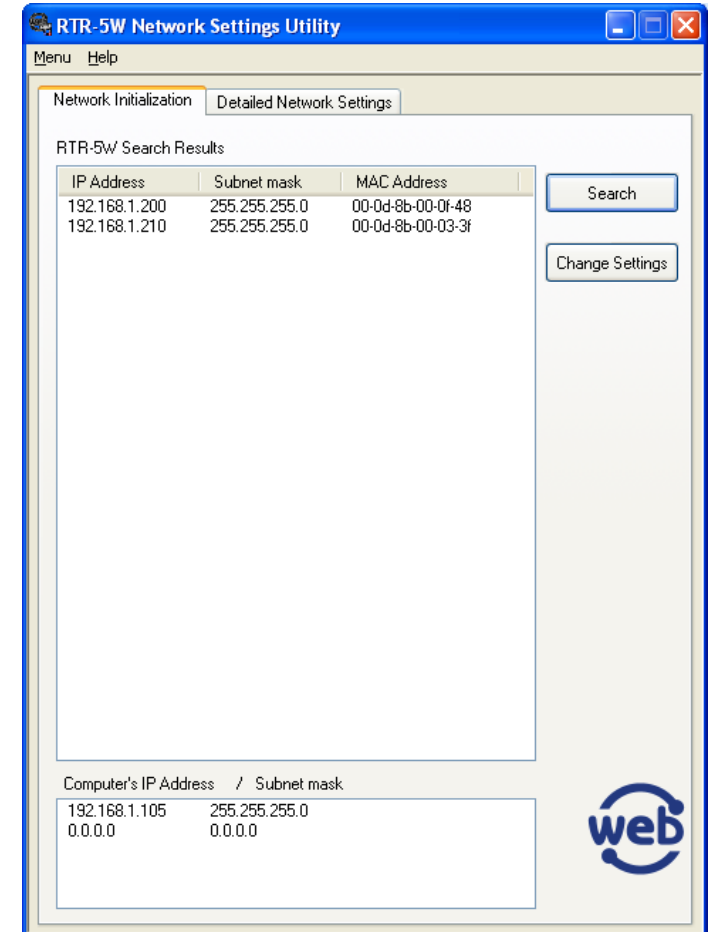 RTR-5W Network Settings Utility
Menu Help
Network Initialization Detailed Network Settings
RTR-5W Search Results
IP Address Subnet mask MAC Address
192.168.1.200 255.255.255.0 00-0d-8b-00-0f-48
192.168.1.210 255.255.255.0 00-0d-8b-00-03-3f
Search
Change Settings
Computer's IP Address / Subnet mask
192.168.1.105 255.255.255.0
0.0.0.0 0.0.0.0
web